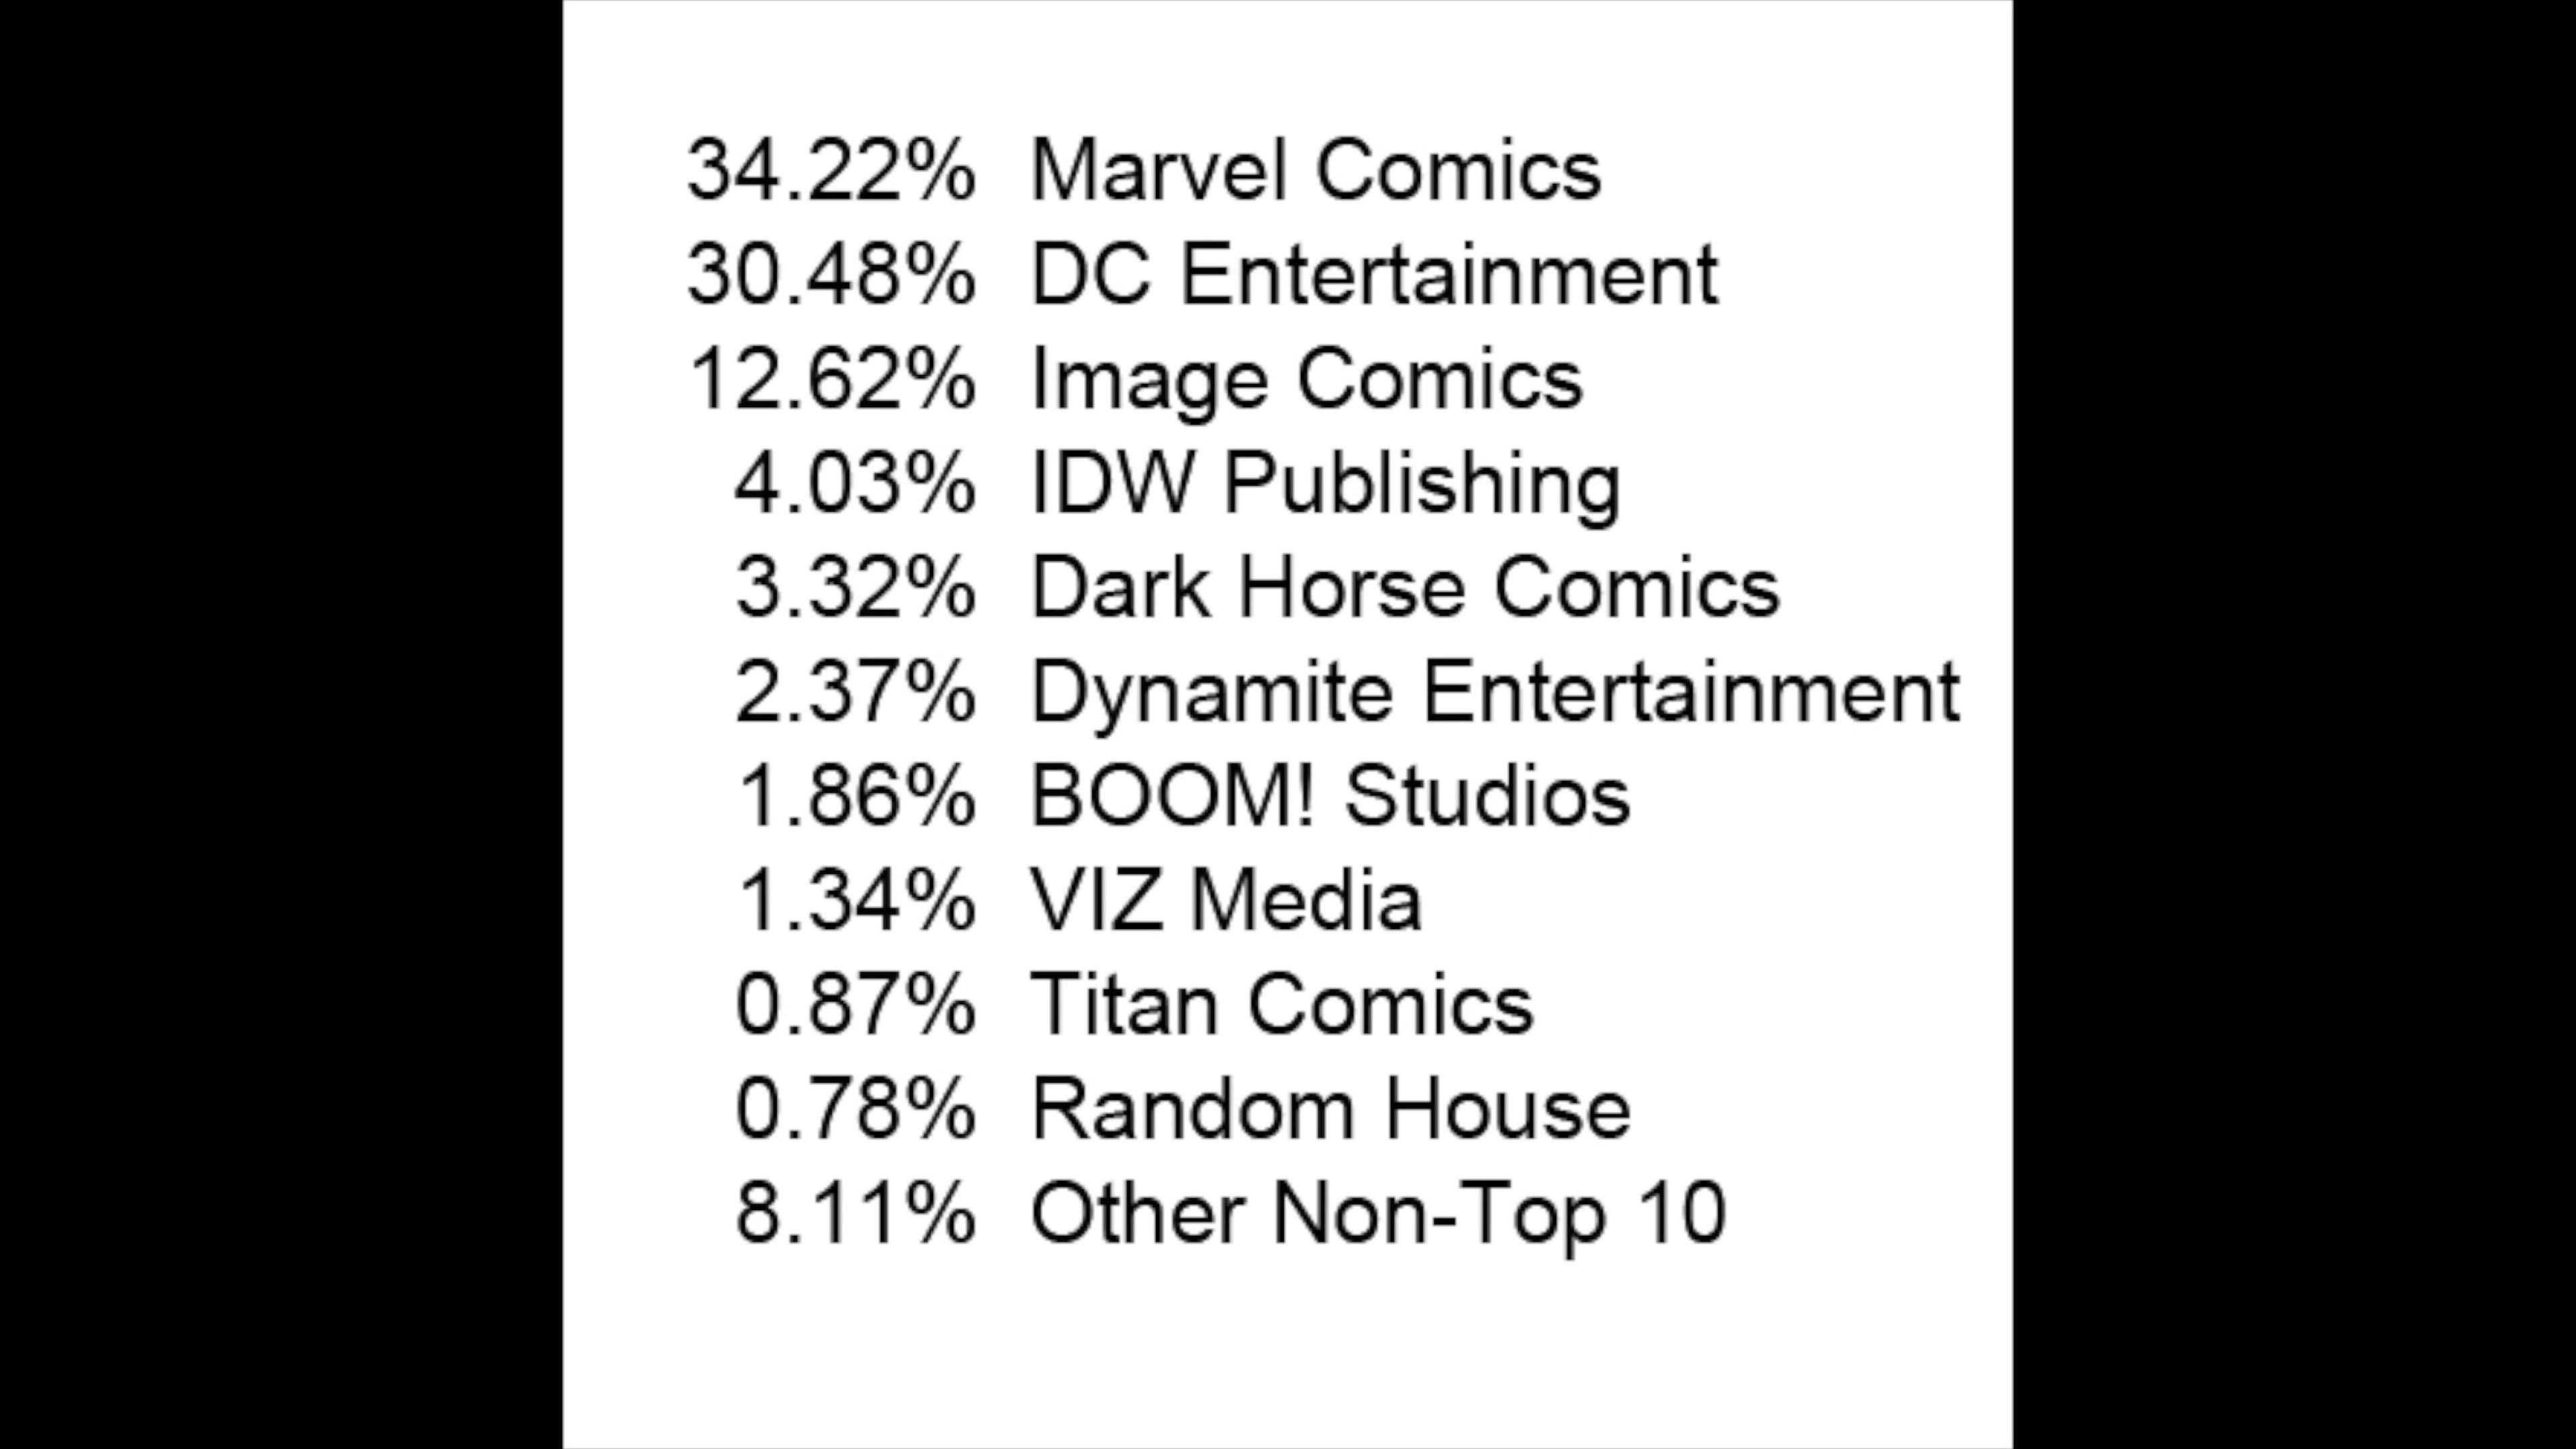 34.22% Marvel Comics
30.48% DC Entertainment
12.62% Image Comics
4.03% IDW Publishing
3.32% Dark Horse Comics
2.37% Dynamite Entertainment
1.86% BOOM! Studios
1.34% VIZ Media
0.87% Titan Comics
0.78% Random House
8.11% Other Non-Top 10